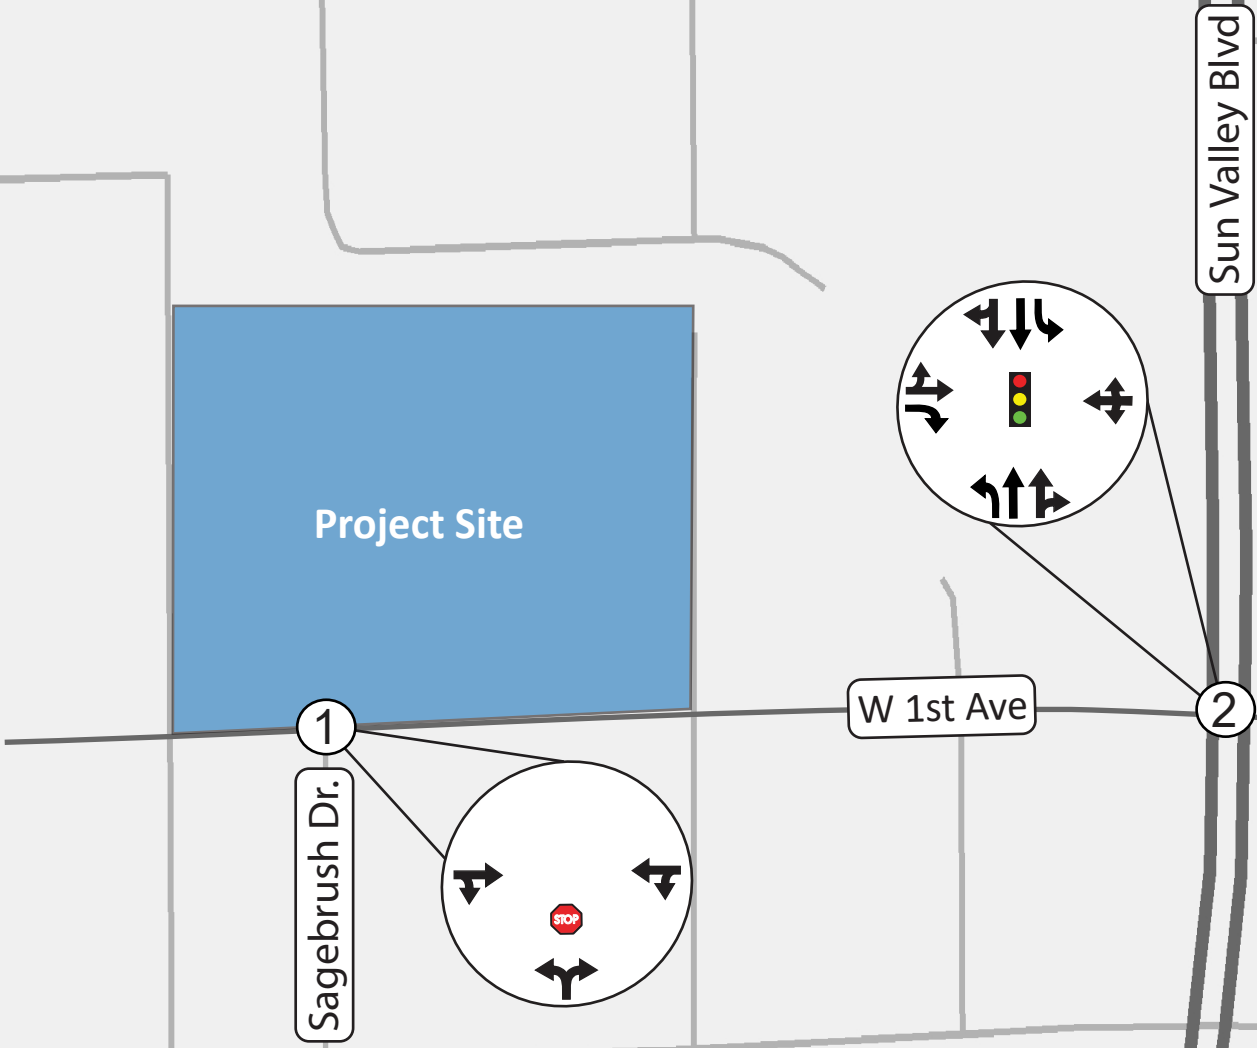 Sun Valley Blvd
Project Site
W 1st Ave
2
1
STOP
Sagebrush Dr.